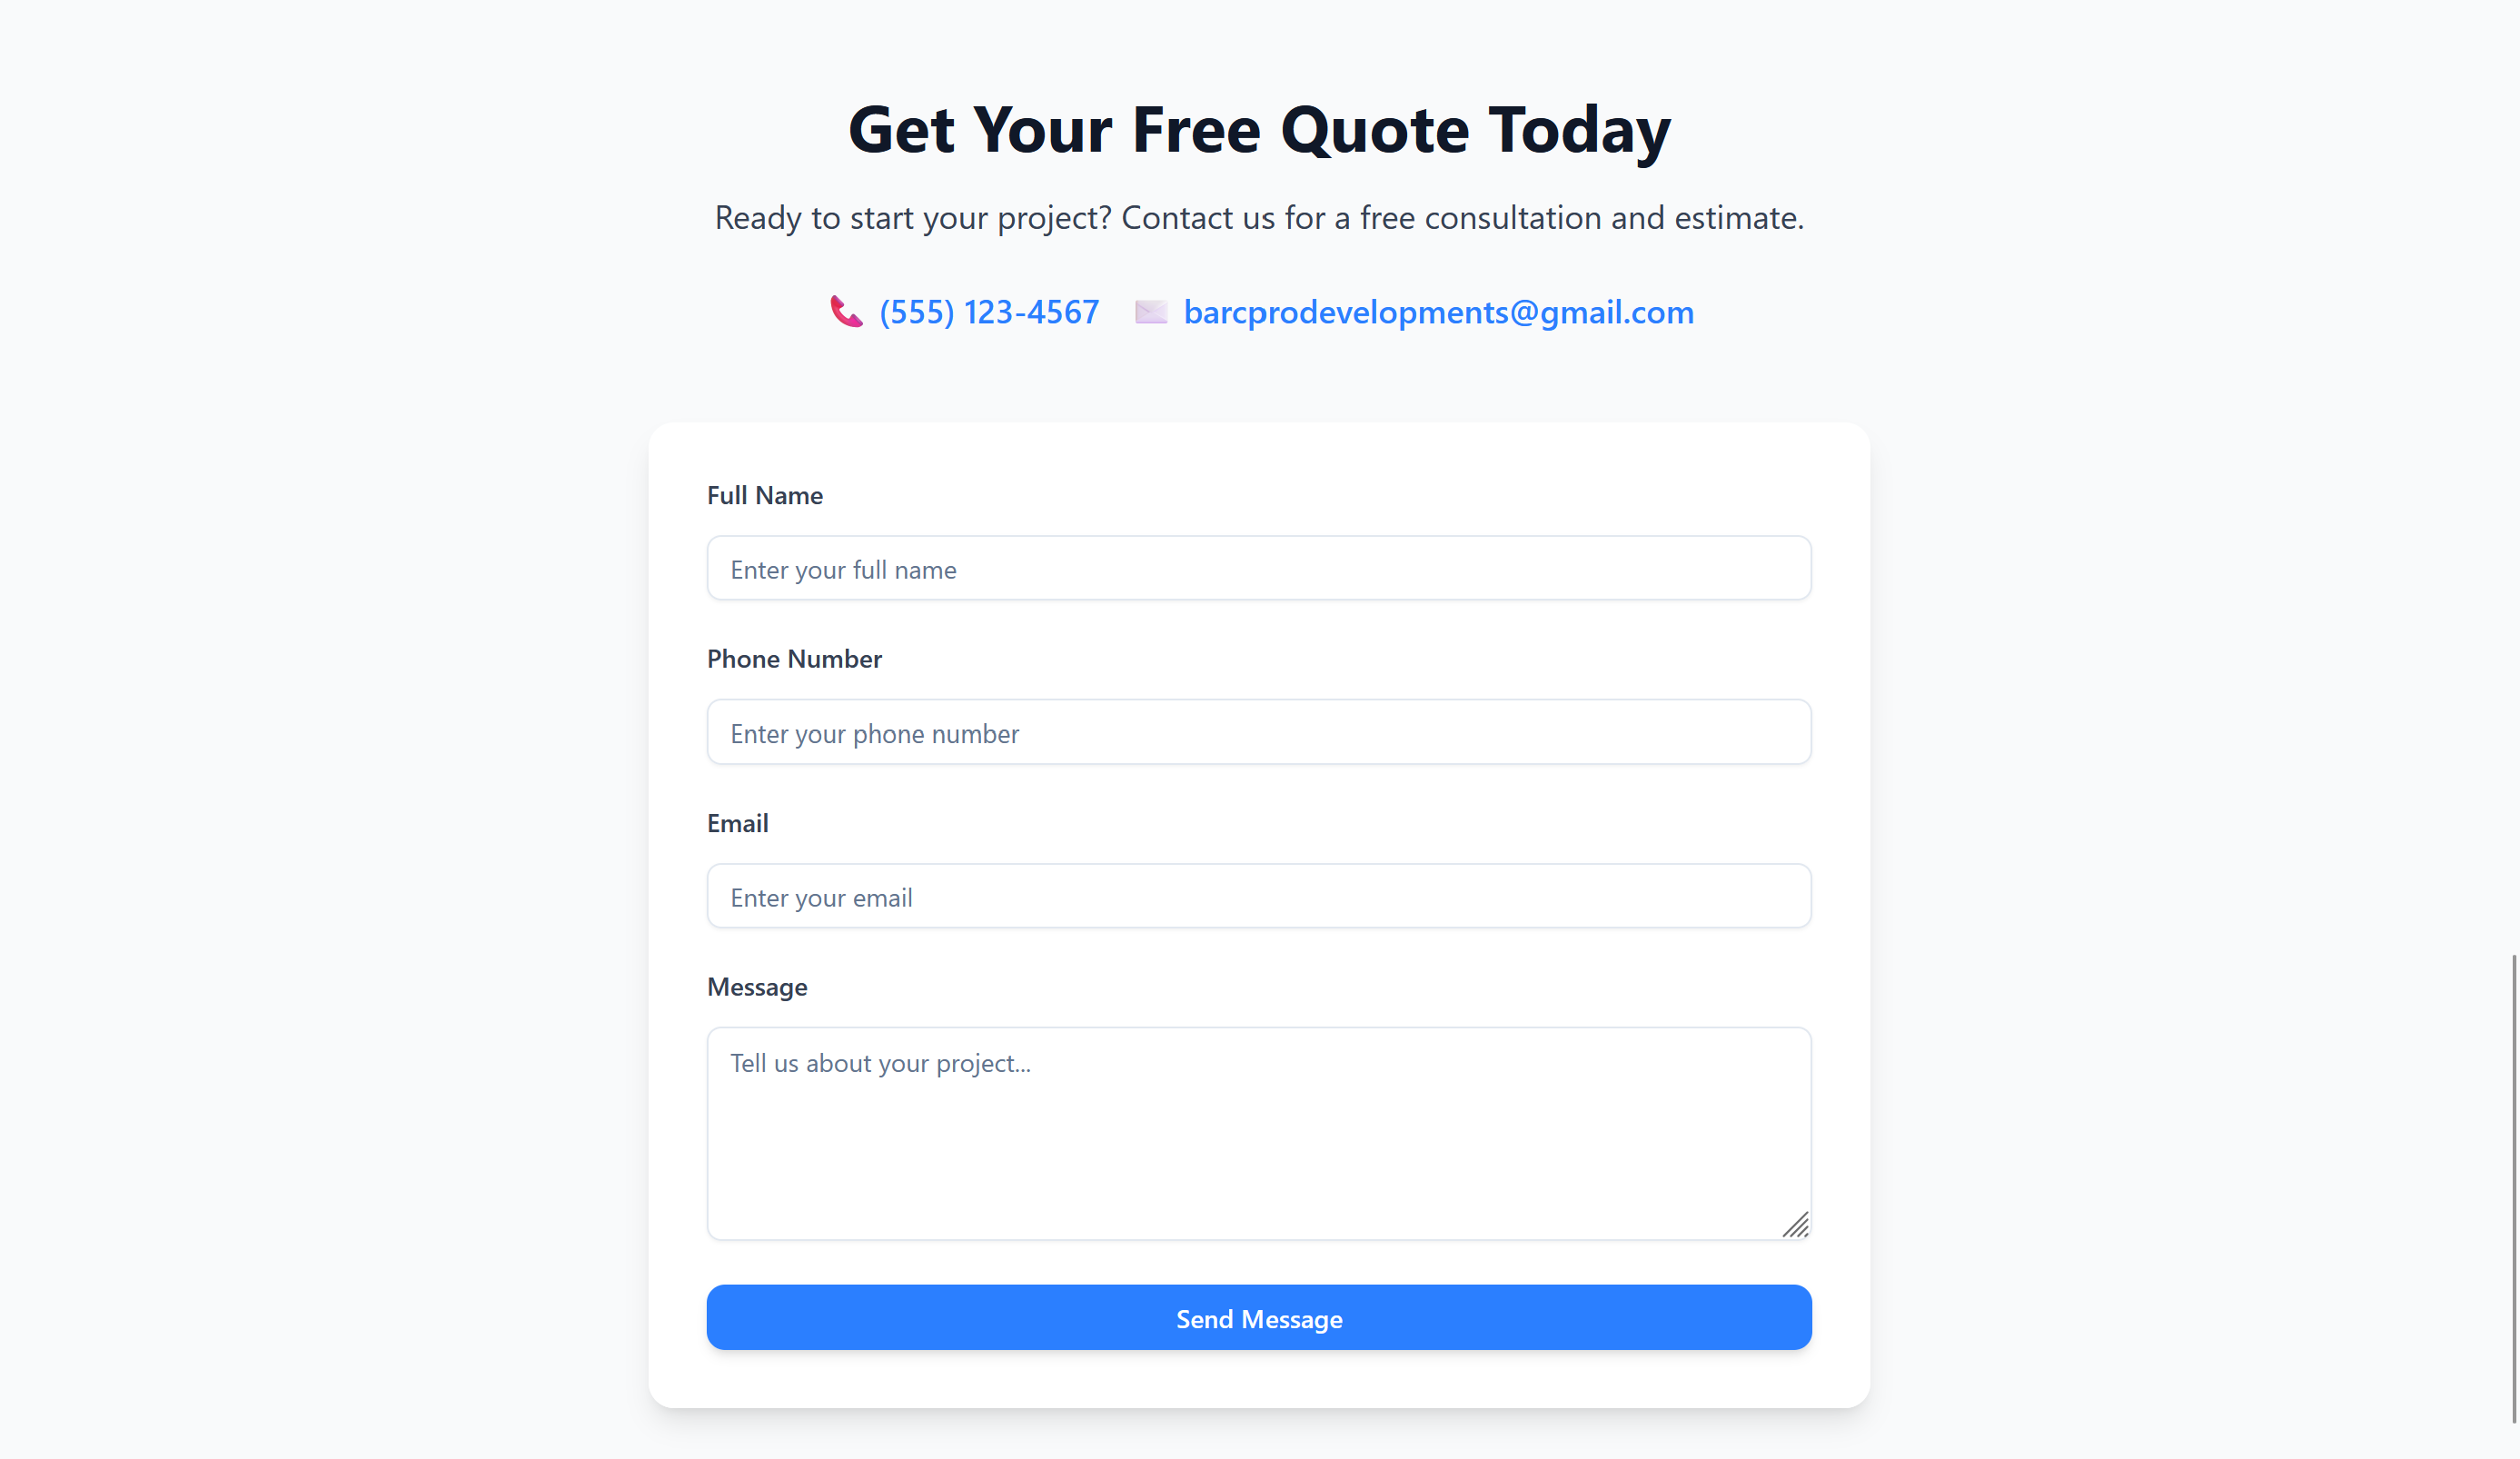 Get Your Free Quote Today
Ready to start your project? Contact us for a free consultation and estimate.
(555) 123-4567 barcprodevelopments@gmail.com
Full Name
Enter your full name
Phone Number
Enter your phone number
Email
Enter your email
Message
Tell us about your project...
Send Message